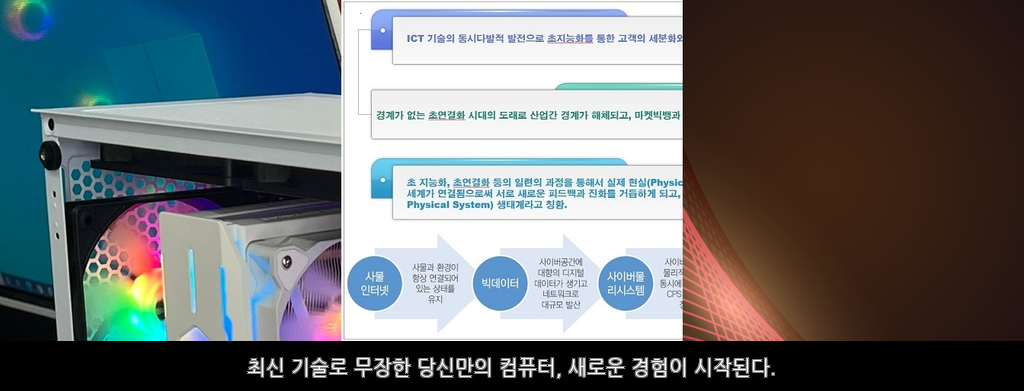 ICT 기술의 동시다발적 발전으로 초지능화를 통한 고객의 세분화와
경계가 없는 초연결화 시대의 도래로 산업간 경계가 해체되고, 마켓빅뱅과
초 지능화, 초연결화 등의 일련의 과정을 통해서 실제 현실(Physic
세계가 연결됨으로써 서로 새로운 피드백과 진화를 거듭하게 되고,
Physical System) 생태계라고 칭함.
사물
인터넷
사물과 환경이
항상 연결되어
있는 상태를
유지
빅데이터
사이버공간에
대량의 디지털
데이터가 생기고
네트워크로
대규모 발산
사이버물
리시스템
사이버
물리적
동시에
CPS
최신 기술로 무장한 당신만의 컴퓨터, 새로운 경험이 시작된다.